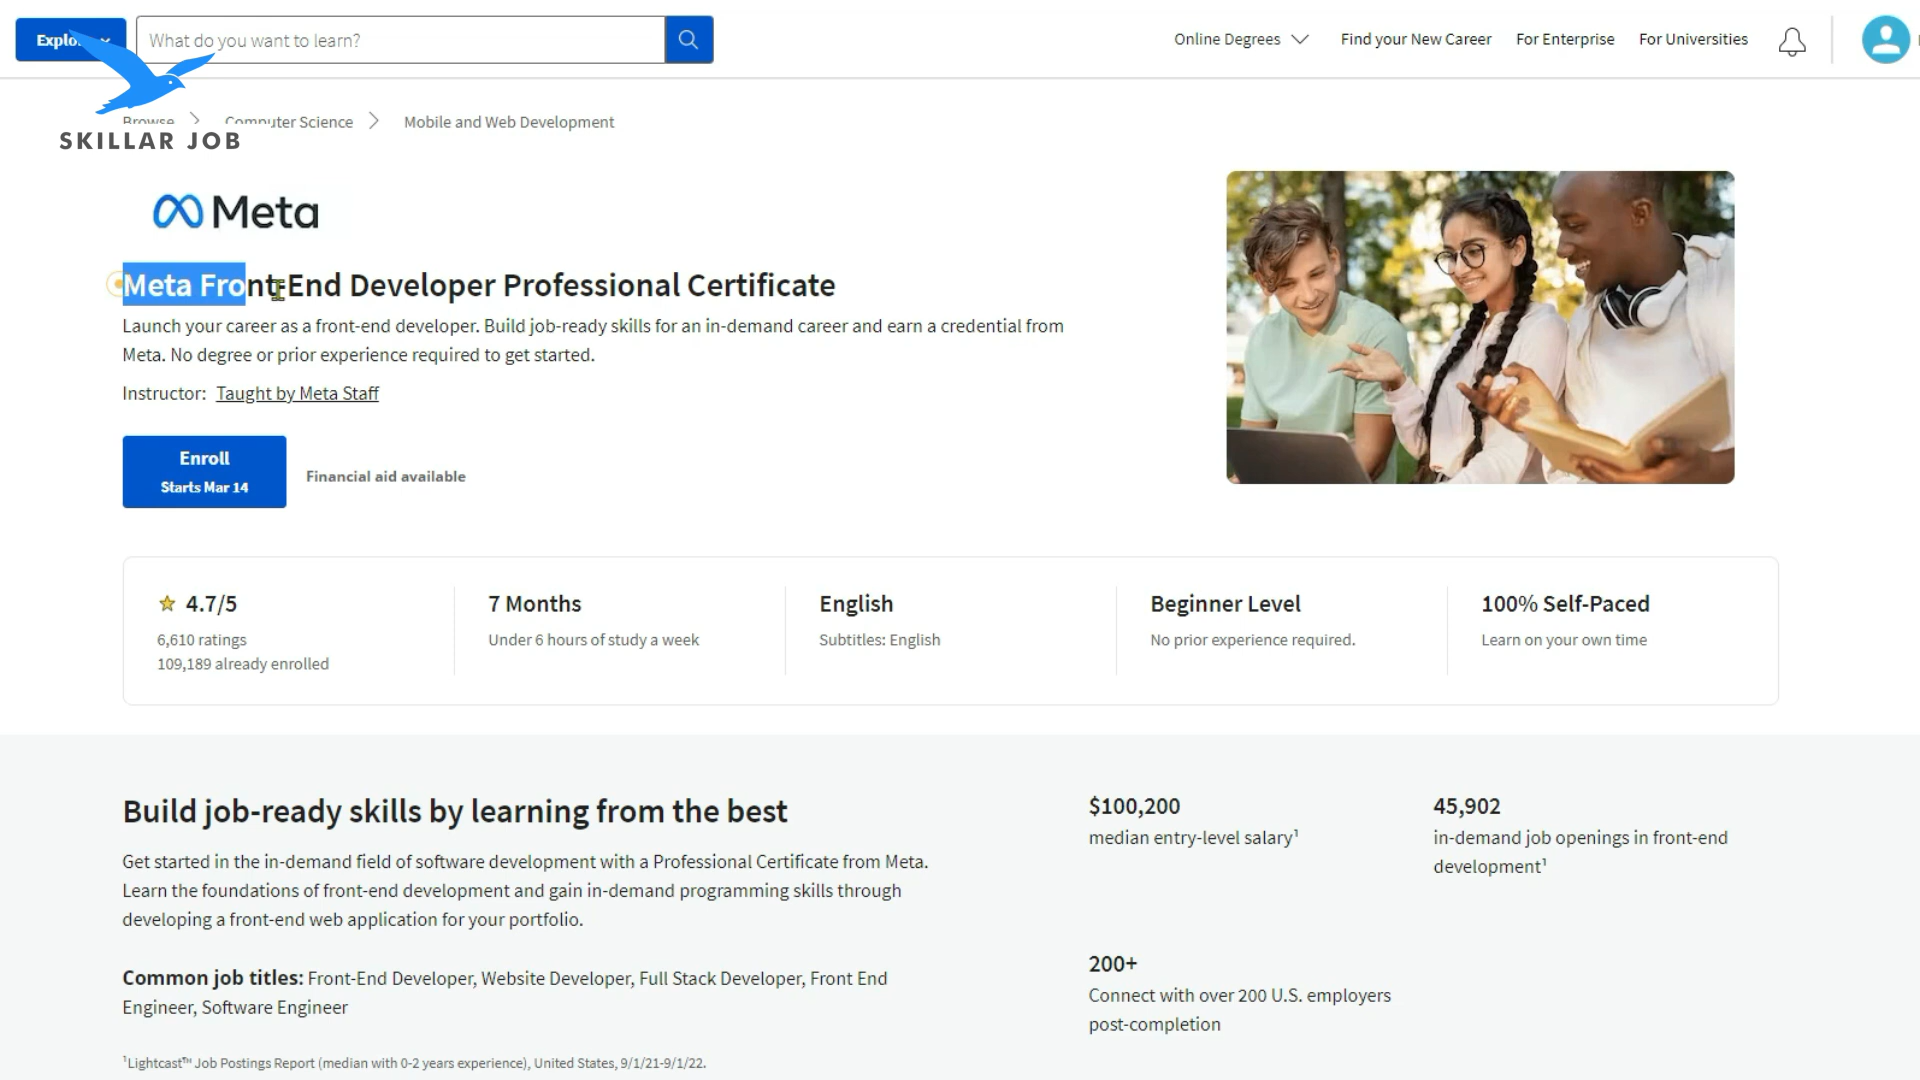 What do you want to learn?
Online Degrees
Find your New Career
For Enterprise
For Universities
Computer Science
Mobile and Web Development
SKILLAR JOB
Meta
Meta Front-End Developer Professional Certificate
Launch your career as a front-end developer. Build job-ready skills for an in-demand career and earn a credential from
Meta. No degree or prior experience required to get started.
Instructor: Taught by Meta Staff
Enroll
Starts Mar 14
Financial aid available
4.7/5
6,610 ratings
109,189 already enrolled
7 Months
Under 6 hours of study a week
English
Subtitles: English
Beginner Level
No prior experience required.
100% Self-Paced
Learn on your own time
Build job-ready skills by learning from the best
Get started in the in-demand field of software development with a Professional Certificate from Meta.
Learn the foundations of front-end development and gain in-demand programming skills through
developing a front-end web application for your portfolio.
Common job titles: Front-End Developer, Website Developer, Full Stack Developer, Front End
Engineer, Software Engineer
¹Lightcast™ Job Postings Report (median with 0-2 years experience), United States, 9/1/21-9/1/22.
$100,200
median entry-level salary¹
45,902
in-demand job openings in front-end
development¹
200+
Connect with over 200 U.S. employers
post-completion